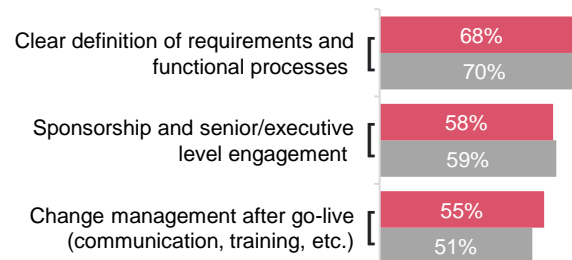 Clear definition of requirements and
functional processes
68%
70%
Sponsorship and senior/executive
level engagement
58%
59%
Change management after go-live
(communication, training, etc.)
55%
51%